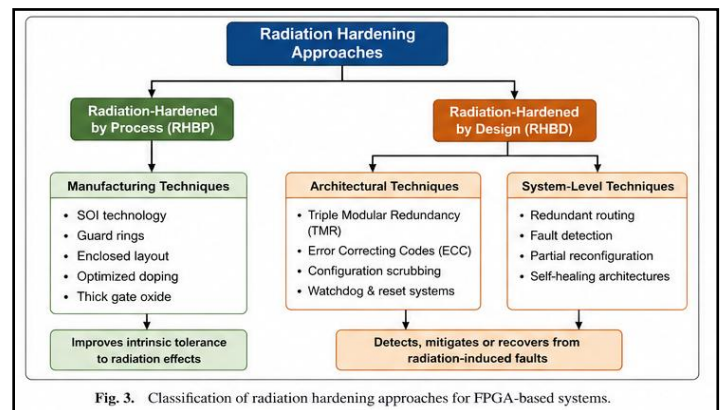 Radiation Hardening
Approaches
Radiation-Hardened
by Process (RHBP)
Radiation-Hardened
by Design (RHBD)
Manufacturing Techniques
• SOI technology
• Guard rings
• Enclosed layout
• Optimized doping
• Thick gate oxide
Architectural Techniques
• Triple Modular Redundancy
(TMR)
• Error Correcting Codes (ECC)
• Configuration scrubbing
• Watchdog & reset systems
System-Level Techniques
• Redundant routing
• Fault detection
• Partial reconfiguration
• Self-healing architectures
Improves intrinsic tolerance
to radiation effects
Detects, mitigates or recovers from
radiation-induced faults
Fig. 3. Classification of radiation hardening approaches for FPGA-based systems.